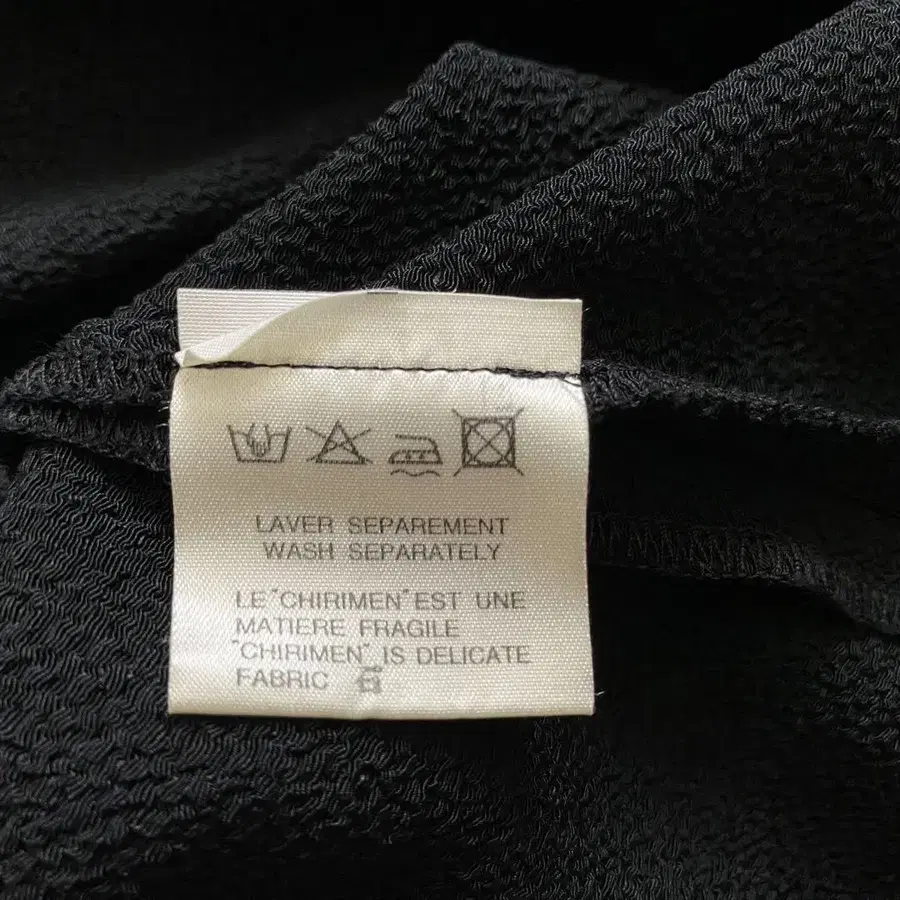 LAVER SEPAREMENT
WASH SEPARATELY
LE "CHIRIMEN" EST UNE
MATIERE FRAGILE
"CHIRIMEN" IS DELICATE
FABRIC